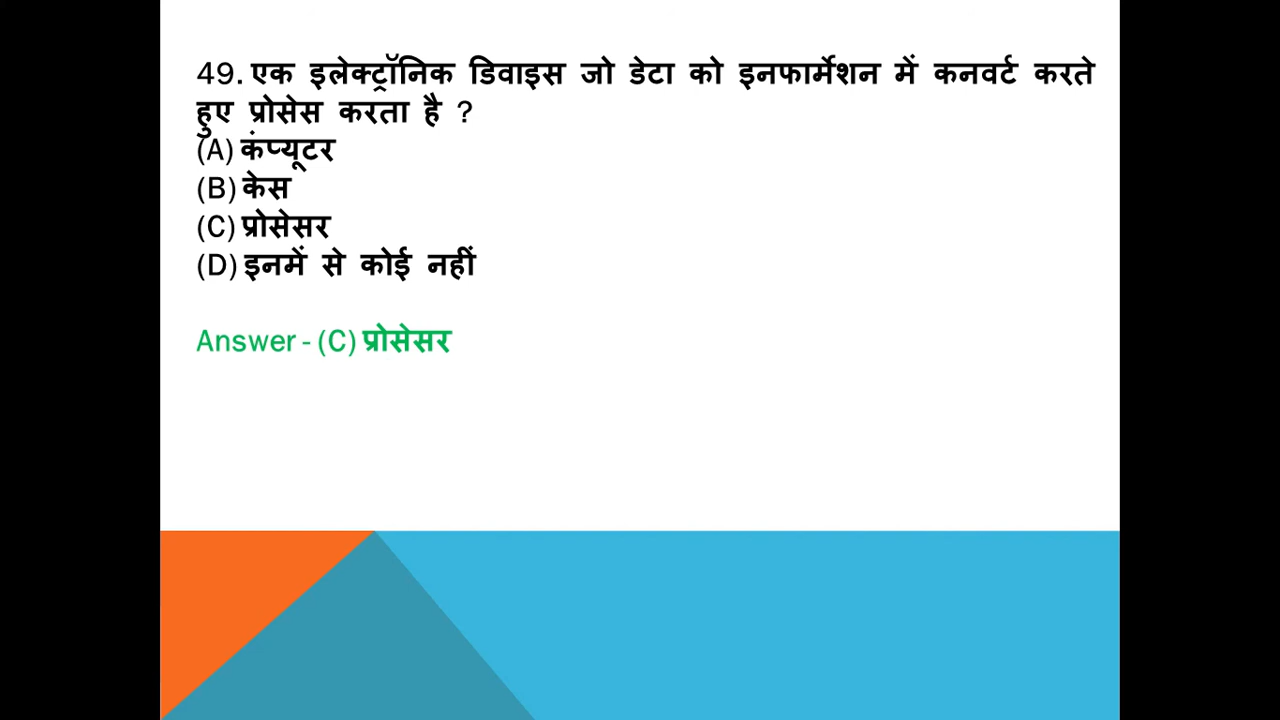 49. एक इलेक्ट्रॉनिक डिवाइस जो डेटा को इनफार्मेशन में कनवर्ट करते
हुए प्रोसेस करता है ?
(A) कंप्यूटर
(B) केस
(C) प्रोसेसर
(D) इनमें से कोई नहीं
Answer - (C) प्रोसेसर